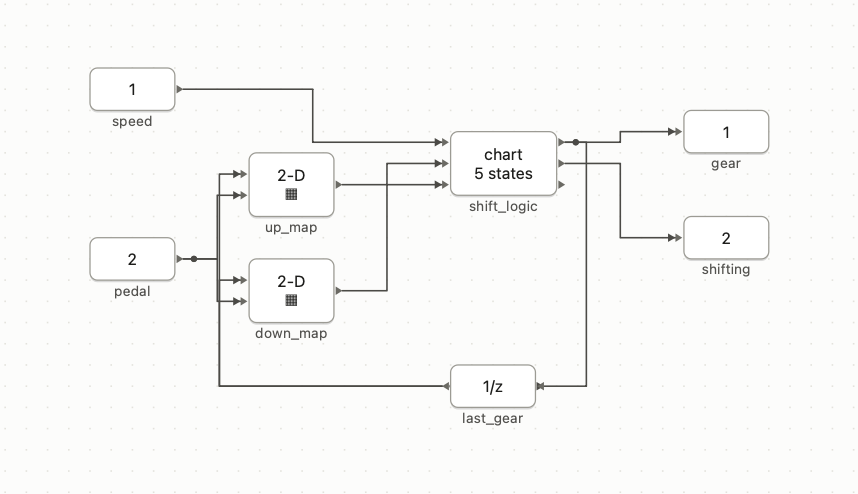 1
speed
2-D
up_map
chart
5 states
shift_logic
1
gear
2
pedal
2-D
down_map
2
shifting
1/z
last_gear